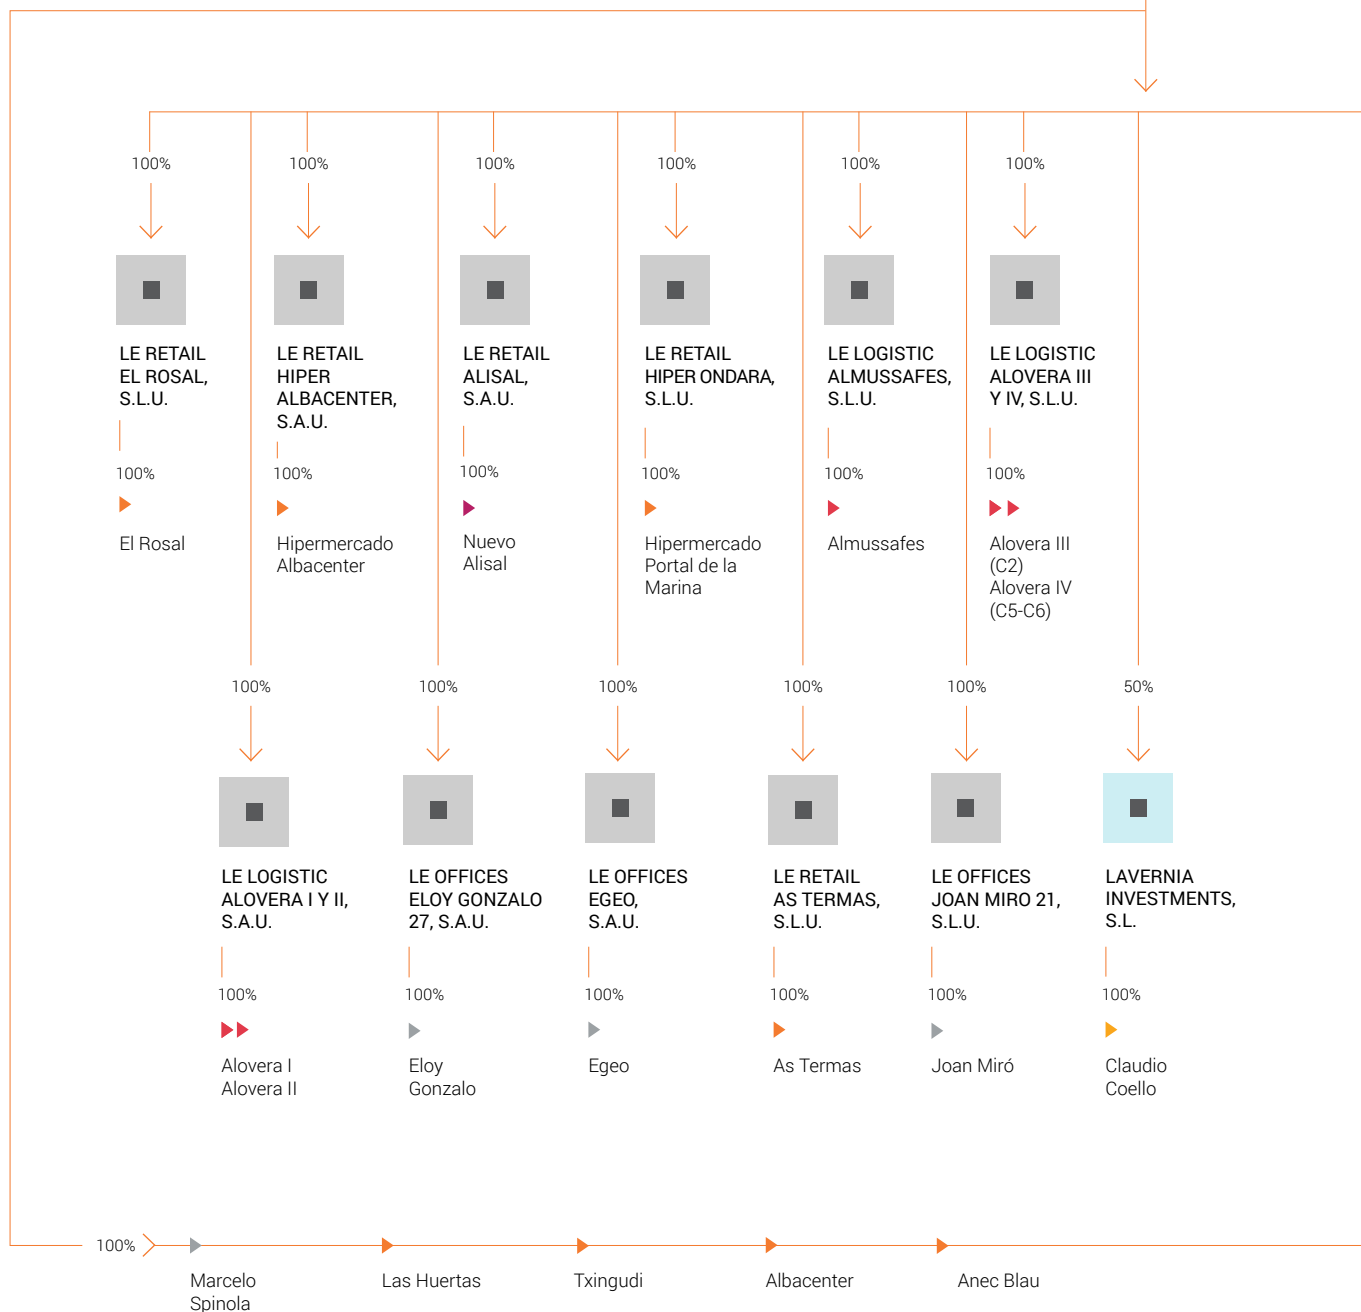 100%
100%
100%
100%
100%
100%
LE RETAIL
EL ROSAL,
S.L.U.
100%
El Rosal
LE RETAIL
HIPER
ALBACENTER,
S.A.U.
100%
Hipermercado
Albacenter
LE RETAIL
ALISAL,
S.A.U.
100%
Nuevo
Alisal
LE RETAIL
HIPER ONDARA,
S.L.U.
100%
Hipermercado
Portal de la
Marina
LE LOGISTIC
ALMUSSAFES,
S.L.U.
100%
Almussafes
LE LOGISTIC
ALOVERA III
Y IV, S.L.U.
100%
Alovera III
(C2)
Alovera IV
(C5-C6)
100%
100%
100%
100%
100%
50%
LE LOGISTIC
ALOVERA I Y II,
S.A.U.
100%
Alovera I
Alovera II
LE OFFICES
ELOY GONZALO
27, S.A.U.
100%
Eloy
Gonzalo
LE OFFICES
EGEO,
S.A.U.
100%
Egeo
LE RETAIL
AS TERMAS,
S.L.U.
100%
As Termas
LE OFFICES
JOAN MIRO 21,
S.L.U.
100%
Joan Miró
LAVERNIA
INVESTMENTS,
S.L.
100%
Claudio
Coello
100%
Marcelo
Spinola
Las Huertas
Txingudi
Albacenter
Anec Blau